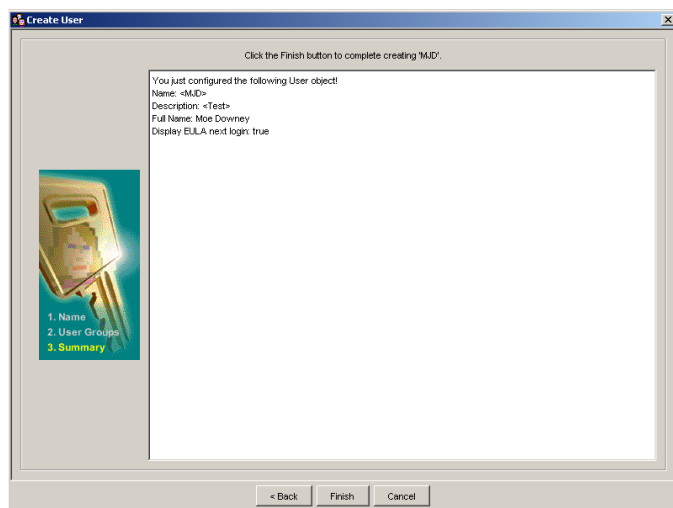 Create User
Click the Finish button to complete creating 'MJD'.
You just configured the following User object!
Name: <MJD>
Description: <Test>
Full Name: Moe Downey
Display EULA next login: true
1. Name
2. User Groups
3. Summary
< Back
Finish
Cancel